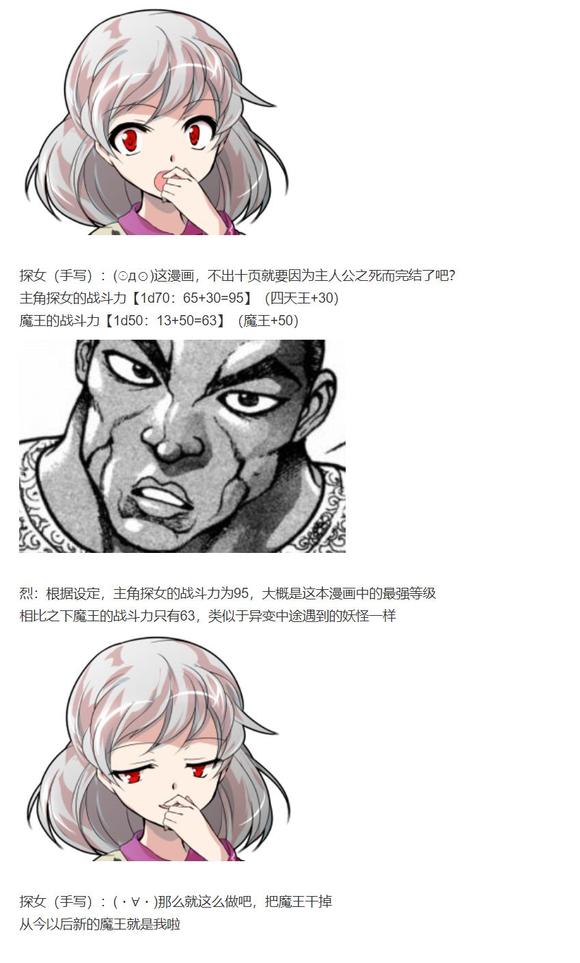 探女（手写）：(⊙д⊙)这漫画，不出十页就要因为主人公之死而完结了吧？
主角探女的战斗力【1d70：65+30=95】（四天王+30）
魔王的战斗力【1d50：13+50=63】（魔王+50）
烈：根据设定，主角探女的战斗力为95，大概是这本漫画中的最强等级
相比之下魔王的战斗力只有63，类似于异变中途遇到的妖怪一样
探女（手写）：(・∀・)那么就这么做吧，把魔王干掉
从今以后新的魔王就是我啦